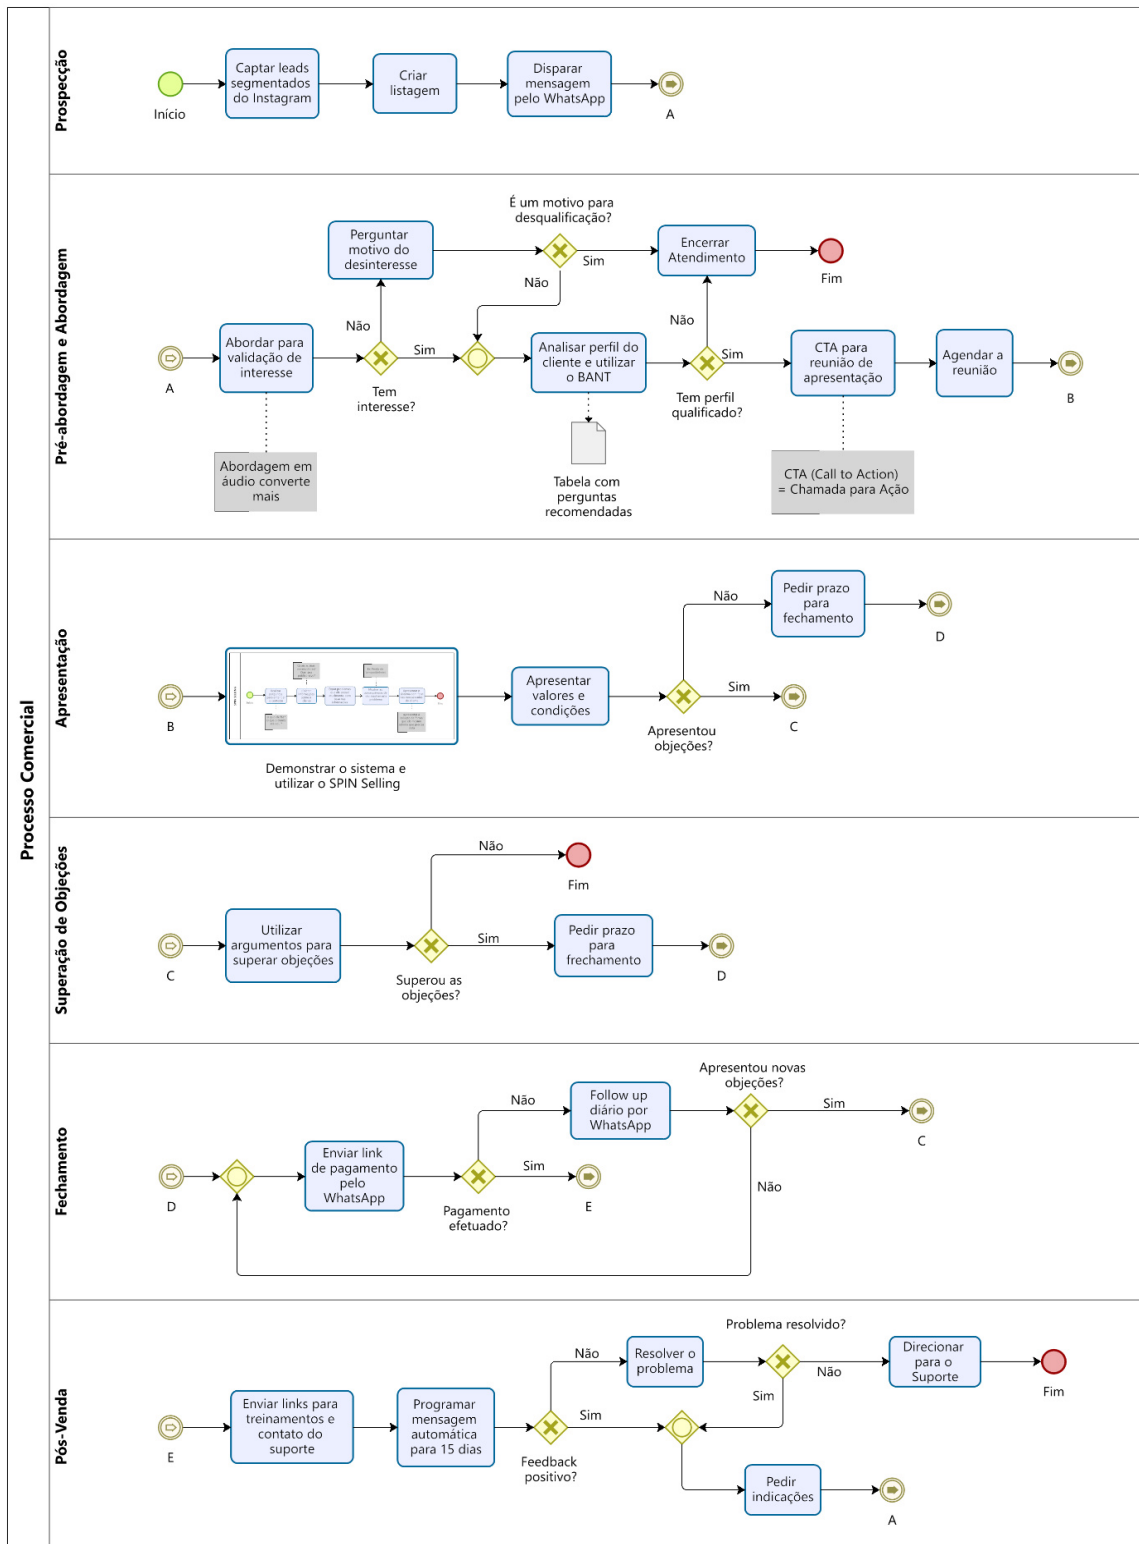 Processo Comercial
Prospecção
Início
Captar leads
segmentados
do Instagram
Criar
listagem
Disparar
mensagem
pelo WhatsApp
A
Pré-abordagem e Abordagem
A
Abordar para
validação de
interesse
Abordagem em
áudio converte
mais
Tem
interesse?
Não
Sim
Perguntar
motivo do
desinteresse
É um motivo para
desqualificação?
Sim
Não
Encerrar
Atendimento
Fim
Analisar perfil do
cliente e utilizar
o BANT
Tabela com
perguntas
recomendadas
Não
Sim
Tem perfil
qualificado?
CTA para
reunião de
apresentação
CTA (Call to Action)
= Chamada para Ação
Agendar a
reunião
B
Apresentação
B
Demonstrar o sistema e
utilizar o SPIN Selling
Apresentar
valores e
condições
Apresentou
objeções?
Não
Sim
Pedir prazo
para
fechamento
D
C
Superação de Objeções
C
Utilizar
argumentos para
superar objeções
Superou as
objeções?
Não
Fim
Sim
Pedir prazo
para
frechamento
D
Fechamento
D
Enviar link
de pagamento
pelo
WhatsApp
Pagamento
efetuado?
Não
Sim
E
Follow up
diário por
WhatsApp
Apresentou novas
objeções?
Sim
C
Não
Pós-Venda
E
Enviar links para
treinamentos e
contato do
suporte
Programar
mensagem
automática
para 15 dias
Feedback
positivo?
Não
Sim
Resolver o
problema
Problema resolvido?
Não
Sim
Direcionar
para o
Suporte
Fim
Pedir
indicações
A